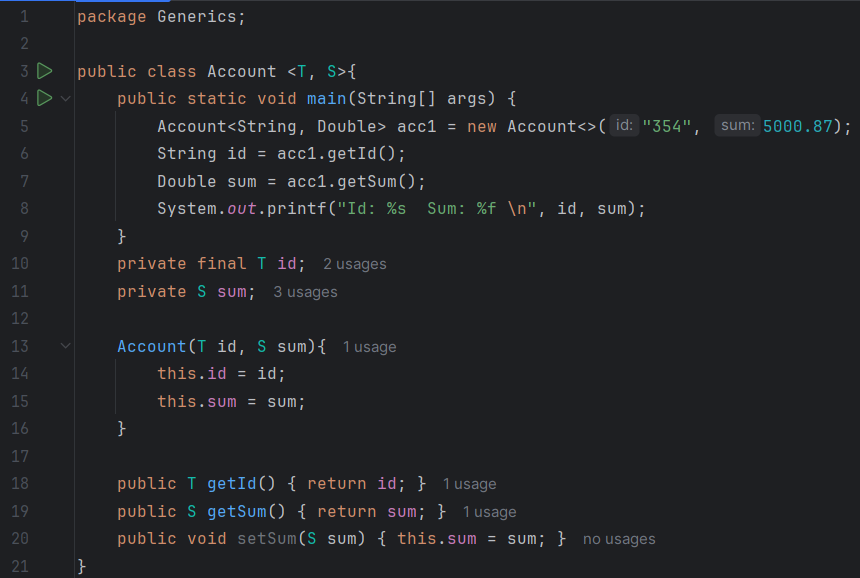 1 package Generics;
2
3 public class Account <T, S>{
4     public static void main(String[] args) {
5         Account<String, Double> acc1 = new Account<>( id: "354", sum: 5000.87);
6         String id = acc1.getId();
7         Double sum = acc1.getSum();
8         System.out.printf("Id: %s  Sum: %f \n", id, sum);
9     }
10     private final T id; 2 usages
11     private S sum; 3 usages
12
13     Account(T id, S sum){ 1 usage
14         this.id = id;
15         this.sum = sum;
16     }
17
18     public T getId() { return id; } 1 usage
19     public S getSum() { return sum; } 1 usage
20     public void setSum(S sum) { this.sum = sum; } no usages
21 }